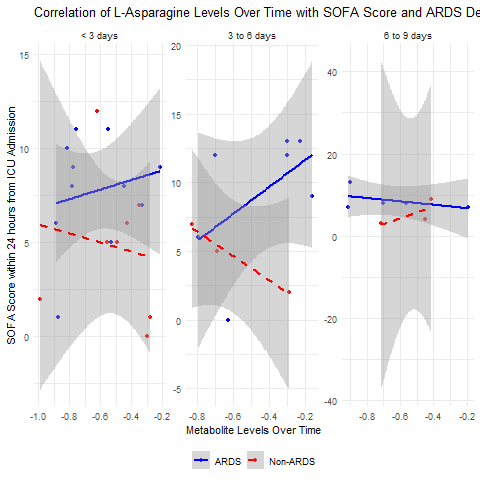 Correlation of L-Asparagine Levels Over Time with SOFA Score and ARDS De
< 3 days
3 to 6 days
6 to 9 days
15
10
5
0
20
15
10
5
0
-5
40
20
0
-20
-40
SOFA Score within 24 hours from ICU Admission
-1.0 -0.8 -0.6 -0.4 -0.2
-0.8 -0.6 -0.4 -0.2
-0.8 -0.6 -0.4 -0.2
Metabolite Levels Over Time
ARDS Non-ARDS